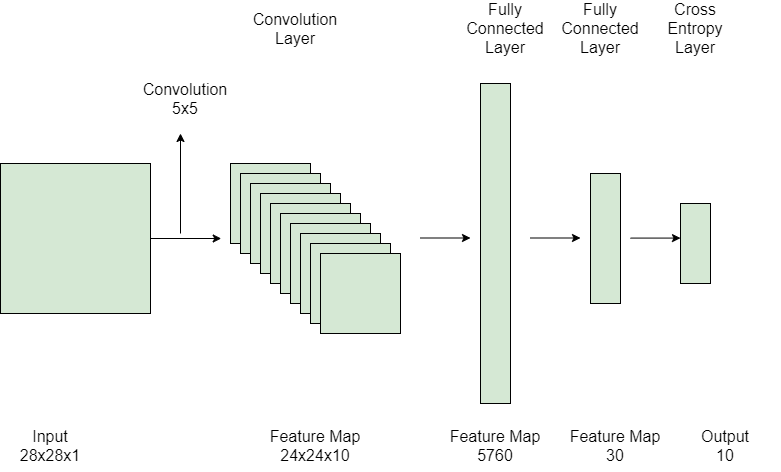 Convolution
Layer
Fully
Connected
Layer
Fully
Connected
Layer
Cross
Entropy
Layer
Convolution
5x5
Input
28x28x1
Feature Map
24x24x10
Feature Map
5760
Feature Map
30
Output
10